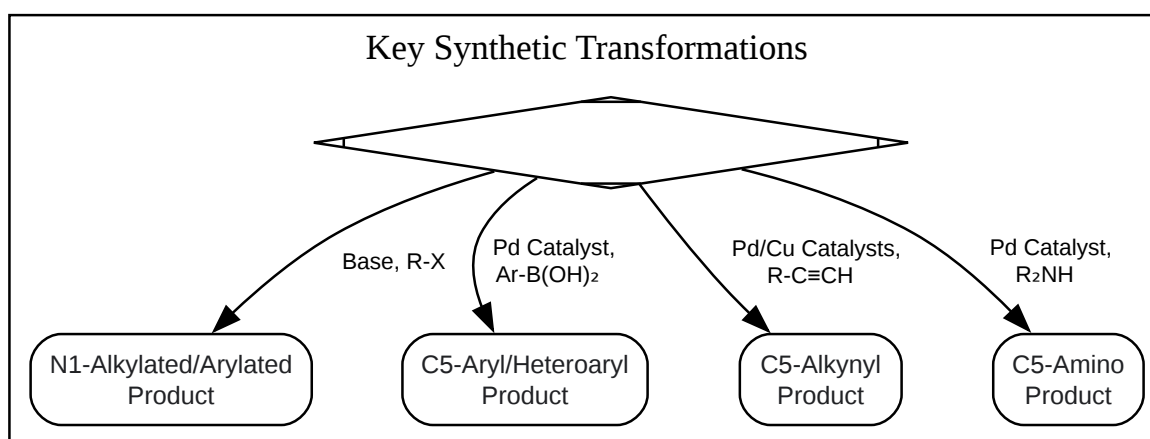 Key Synthetic Transformations
Base, R-X
Pd Catalyst,
Ar-B(OH)₂
Pd/Cu Catalysts,
R-C≡CH
Pd Catalyst,
R₂NH
N1-Alkylated/Arylated
Product
C5-Aryl/Heteroaryl
Product
C5-Alkynyl
Product
C5-Amino
Product